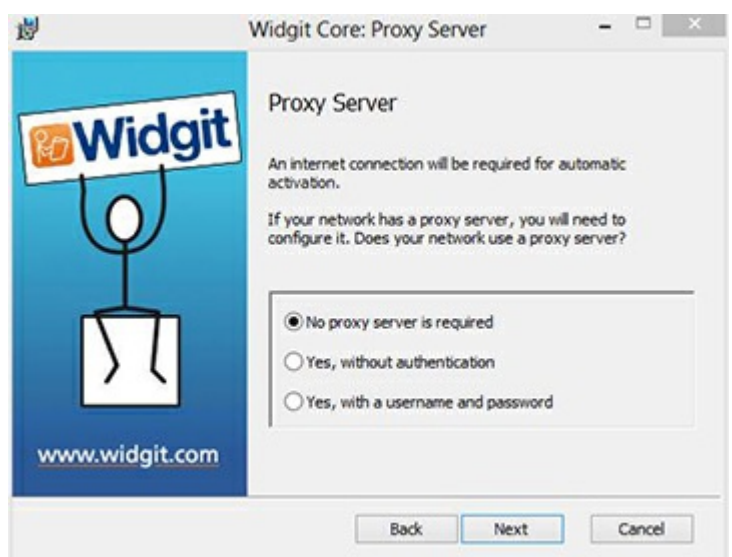 Widgit Core: Proxy Server
Widgit
Proxy Server
An internet connection will be required for automatic
activation.
If your network has a proxy server, you will need to
configure it. Does your network use a proxy server?
No proxy server is required
Yes, without authentication
Yes, with a username and password
www.widgit.com
Back Next Cancel